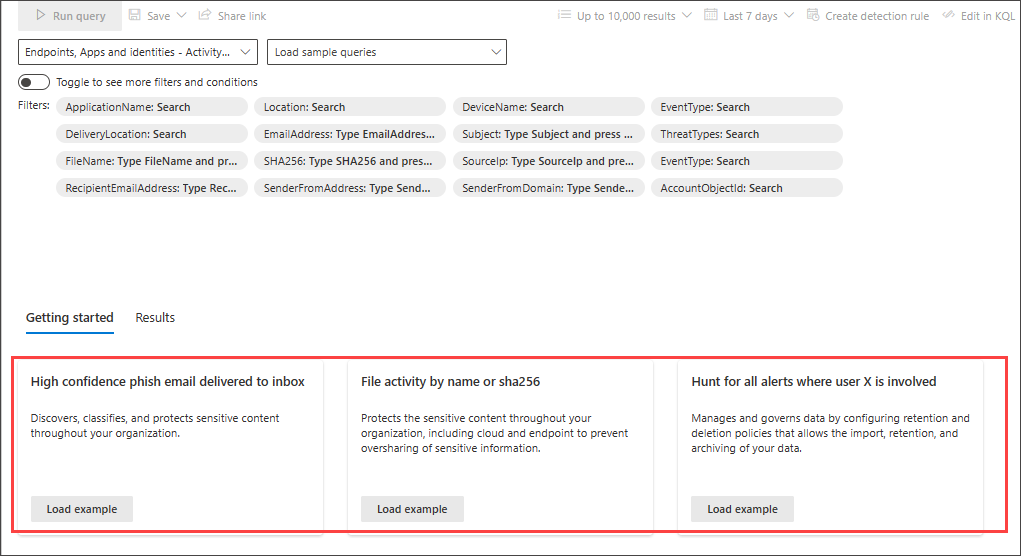 Run query Save Share link Up to 10,000 results Last 7 days Create detection rule Edit in KQL
Endpoints, Apps and identities - Activity... Load sample queries
Toggle to see more filters and conditions
Filters: ApplicationName: Search Location: Search DeviceName: Search EventType: Search
DeliveryLocation: Search EmailAddress: Type EmailAddres... Subject: Type Subject and press ... ThreatTypes: Search
FileName: Type FileName and pr... SHA256: Type SHA256 and pres... SourceIp: Type SourceIp and pre... EventType: Search
RecipientEmailAddress: Type Rec... SenderFromAddress: Type Send... SenderFromDomain: Type Sende... AccountObjectId: Search
Getting started Results
High confidence phish email delivered to inbox
Discovers, classifies, and protects sensitive content
throughout your organization.
Load example
File activity by name or sha256
Protects the sensitive content throughout your
organization, including cloud and endpoint to prevent
oversharing of sensitive information.
Load example
Hunt for all alerts where user X is involved
Manages and governs data by configuring retention and
deletion policies that allows the import, retention, and
archiving of your data.
Load example